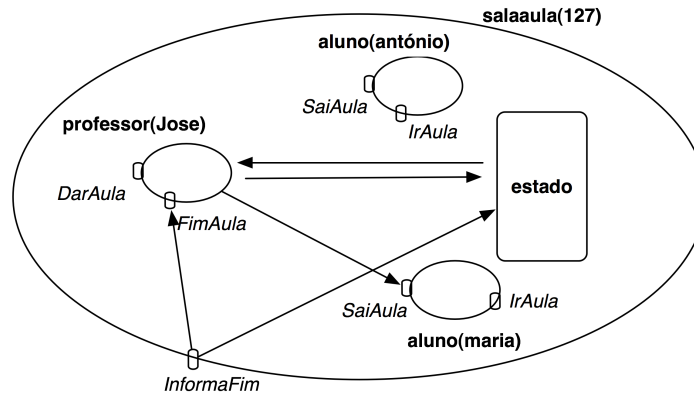 salaaula(127)
aluno(antónio)
SaiAula
IrAula
professor(Jose)
DarAula
FimAula
estado
SaiAula
IrAula
aluno(maria)
InformaFim